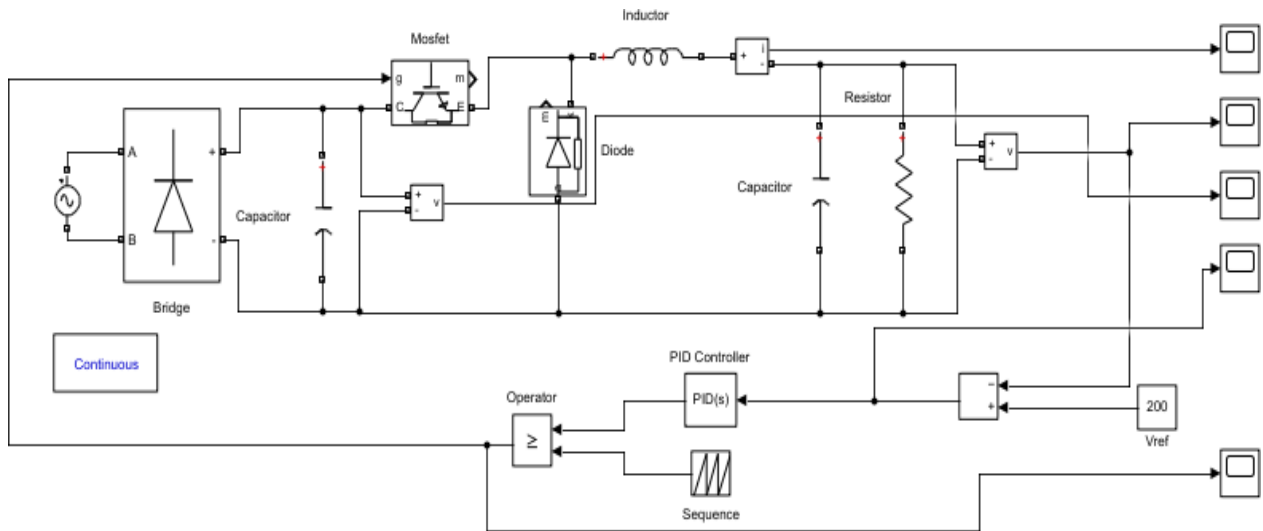 Inductor
Mosfet
g
m
C
E
i
+
-
Resistor
m
Diode
A
+
B
-
Capacitor
+
-
v
Capacitor
+
-
v
Bridge
Continuous
PID Controller
PID(s)
Operator
≥
Sequence
−
+
200
Vref